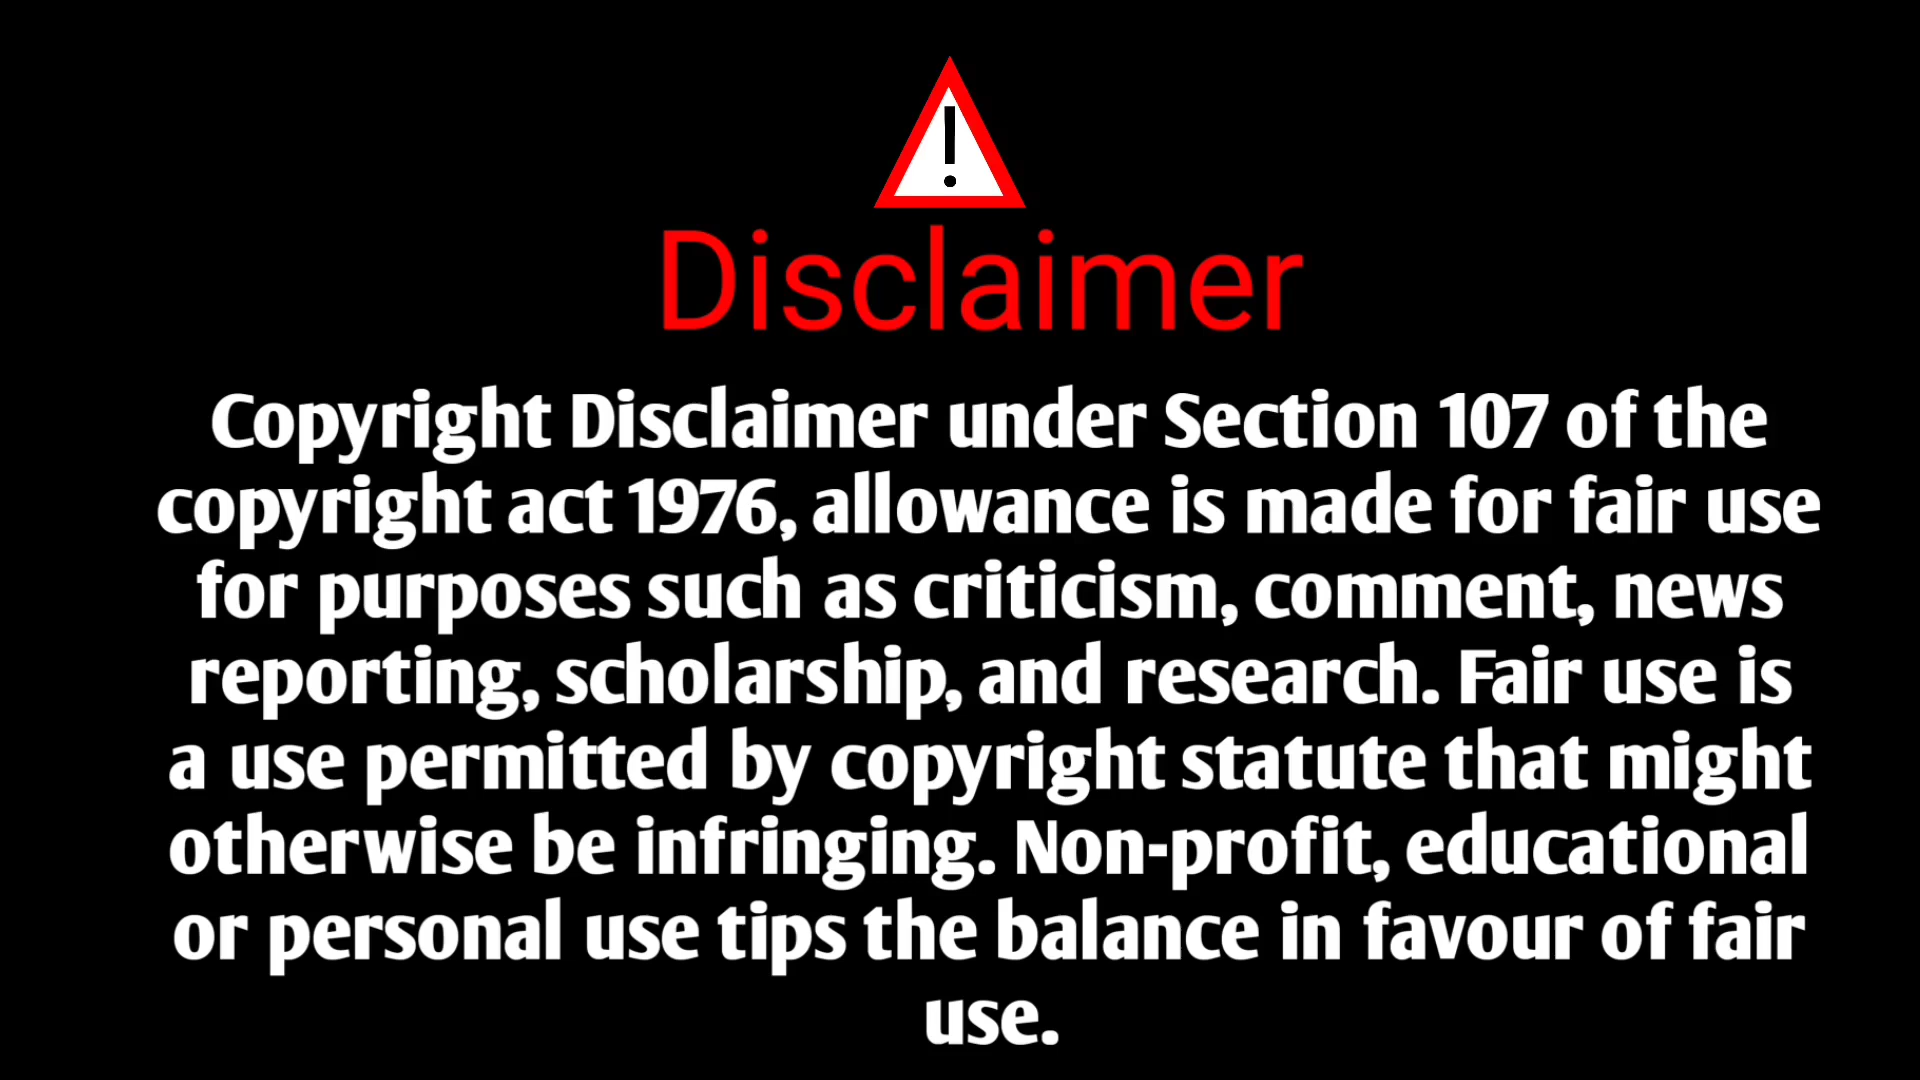 !
Disclaimer
Copyright Disclaimer under Section 107 of the
copyright act 1976, allowance is made for fair use
for purposes such as criticism, comment, news
reporting, scholarship, and research. Fair use is
a use permitted by copyright statute that might
otherwise be infringing. Non-profit, educational
or personal use tips the balance in favour of fair
use.